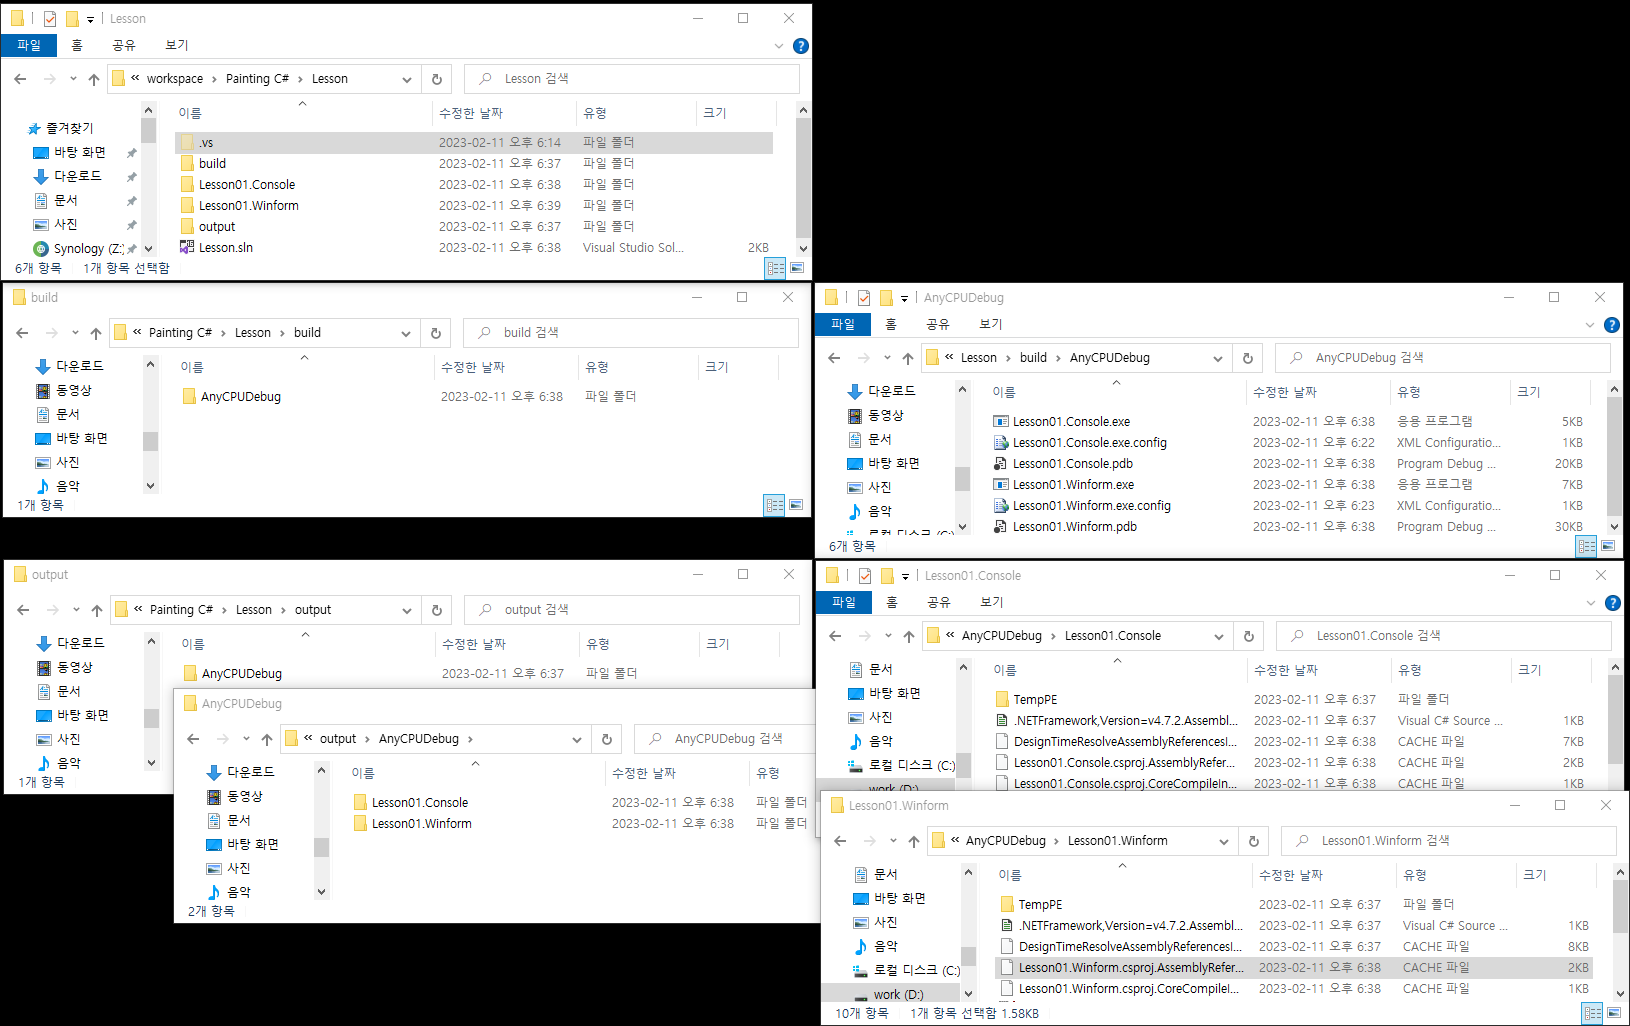 Lesson
파일 홈 공유 보기
« workspace › Painting C# › Lesson
Lesson 검색
즐겨찾기
바탕 화면
다운로드
문서
사진
Synology (Z:)
이름 수정한 날짜 유형 크기
.vs 2023-02-11 오후 6:14 파일 폴더
build 2023-02-11 오후 6:37 파일 폴더
Lesson01.Console 2023-02-11 오후 6:38 파일 폴더
Lesson01.Winform 2023-02-11 오후 6:39 파일 폴더
output 2023-02-11 오후 6:37 파일 폴더
Lesson.sln 2023-02-11 오후 6:38 Visual Studio Sol... 2KB
6개 항목 1개 항목 선택함
build
« Painting C# › Lesson › build
build 검색
다운로드
동영상
문서
바탕 화면
사진
음악
이름 수정한 날짜 유형 크기
AnyCPUDebug 2023-02-11 오후 6:38 파일 폴더
1개 항목
AnyCPUDebug
파일 홈 공유 보기
« Lesson › build › AnyCPUDebug
AnyCPUDebug 검색
다운로드
동영상
문서
바탕 화면
사진
음악
로컬 디스크 (C:)
이름 수정한 날짜 유형 크기
Lesson01.Console.exe 2023-02-11 오후 6:38 응용 프로그램 5KB
Lesson01.Console.exe.config 2023-02-11 오후 6:22 XML Configuratio... 1KB
Lesson01.Console.pdb 2023-02-11 오후 6:38 Program Debug ... 20KB
Lesson01.Winform.exe 2023-02-11 오후 6:38 응용 프로그램 7KB
Lesson01.Winform.exe.config 2023-02-11 오후 6:23 XML Configuratio... 1KB
Lesson01.Winform.pdb 2023-02-11 오후 6:38 Program Debug ... 30KB
6개 항목
output
« Painting C# › Lesson › output
output 검색
다운로드
동영상
문서
바탕 화면
사진
음악
이름 수정한 날짜 유형 크기
AnyCPUDebug 2023-02-11 오후 6:37 파일 폴더
1개 항목
AnyCPUDebug
« output › AnyCPUDebug ›
AnyCPUDebug 검색
다운로드
동영상
문서
바탕 화면
사진
음악
이름 수정한 날짜 유형
Lesson01.Console 2023-02-11 오후 6:38 파일 폴더
Lesson01.Winform 2023-02-11 오후 6:38 파일 폴더
2개 항목
Lesson01.Console
파일 홈 공유 보기
« AnyCPUDebug › Lesson01.Console
Lesson01.Console 검색
문서
바탕 화면
사진
음악
로컬 디스크 (C:)
work (D:)
이름 수정한 날짜 유형 크기
TempPE 2023-02-11 오후 6:37 파일 폴더
.NETFramework,Version=v4.7.2.Assembl... 2023-02-11 오후 6:37 Visual C# Source ... 1KB
DesignTimeResolveAssemblyReferencesI... 2023-02-11 오후 6:37 CACHE 파일 7KB
Lesson01.Console.csproj.AssemblyRefer... 2023-02-11 오후 6:38 CACHE 파일 2KB
Lesson01.Console.csproj.CoreCompileIn... 2023-02-11 오후 6:38 CACHE 파일 1KB
Lesson01.Winform
« AnyCPUDebug › Lesson01.Winform
Lesson01.Winform 검색
문서
바탕 화면
사진
음악
로컬 디스크 (C:)
work (D:)
이름 수정한 날짜 유형 크기
TempPE 2023-02-11 오후 6:37 파일 폴더
.NETFramework,Version=v4.7.2.Assembl... 2023-02-11 오후 6:37 Visual C# Source ... 1KB
DesignTimeResolveAssemblyReferencesI... 2023-02-11 오후 6:37 CACHE 파일 8KB
Lesson01.Winform.csproj.AssemblyRefer... 2023-02-11 오후 6:38 CACHE 파일 2KB
Lesson01.Winform.csproj.CoreCompileI... 2023-02-11 오후 6:38 CACHE 파일 1KB
10개 항목 1개 항목 선택함 1.58KB